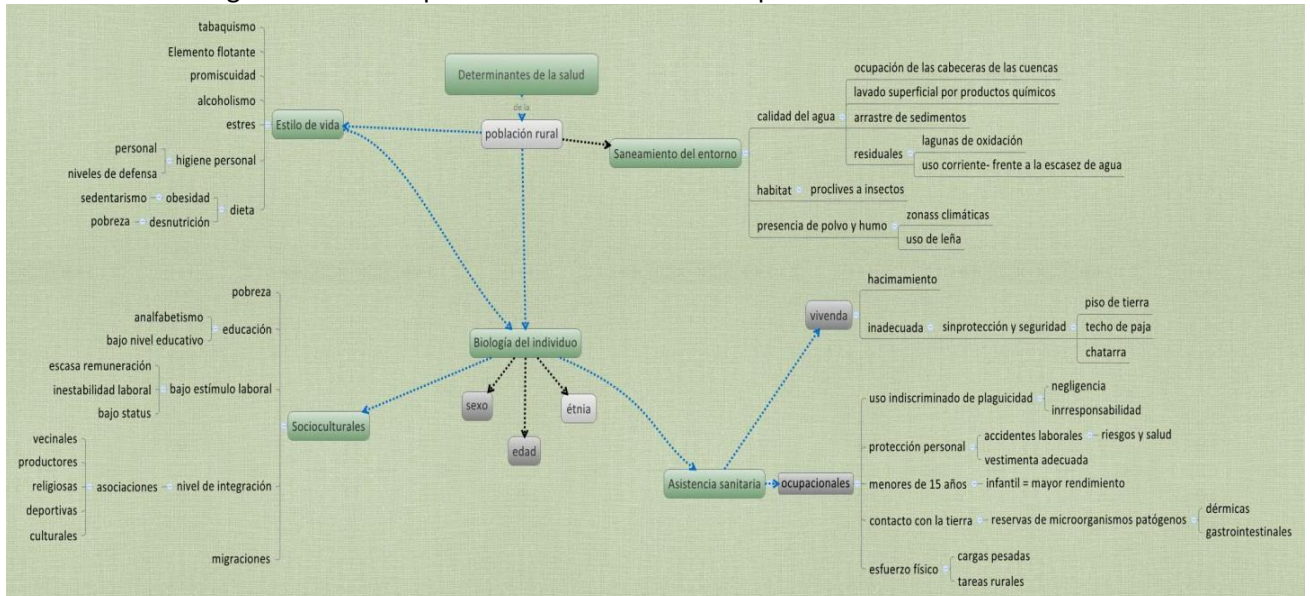 Determinantes de la salud
de la
población rural
Estilo de vida
tabaquismo
Elemento flotante
promiscuidad
alcoholismo
estres
higiene personal
personal
niveles de defensa
dieta
obesidad
sedentarismo
desnutrición
pobreza
Saneamiento del entorno
calidad del agua
ocupación de las cabeceras de las cuencas
lavado superficial por productos químicos
arrastre de sedimentos
residuales
lagunas de oxidación
uso corriente- frente a la escasez de agua
habitat
proclives a insectos
presencia de polvo y humo
zonass climáticas
uso de leña
Biología del individuo
sexo
edad
étnia
Socioculturales
pobreza
educación
analfabetismo
bajo nivel educativo
bajo estímulo laboral
escasa remuneración
inestabilidad laboral
bajo status
nivel de integración
asociaciones
vecinales
productores
religiosas
deportivas
culturales
migraciones
Asistencia sanitaria
vivenda
hacimamiento
inadecuada
sinprotección y seguridad
piso de tierra
techo de paja
chatarra
ocupacionales
uso indiscriminado de plaguicidad
negligencia
inrresponsabilidad
protección personal
accidentes laborales
riesgos y salud
vestimenta adecuada
menores de 15 años
infantil = mayor rendimiento
contacto con la tierra
reservas de microorganismos patógenos
dérmicas
gastrointestinales
esfuerzo físico
cargas pesadas
tareas rurales